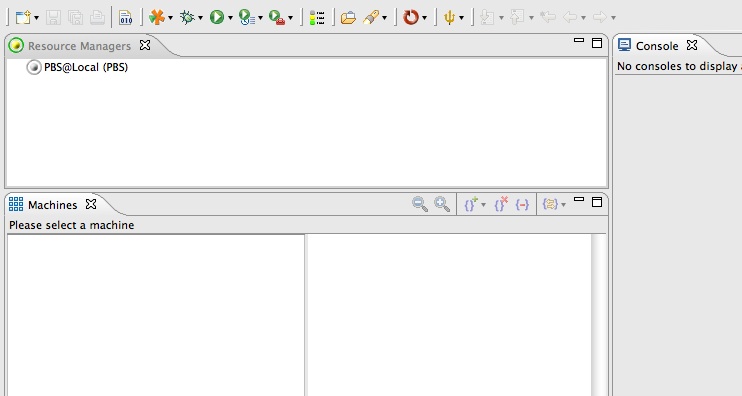 Resource Managers
PBS@Local (PBS)
Console
No consoles to display
Machines
Please select a machine